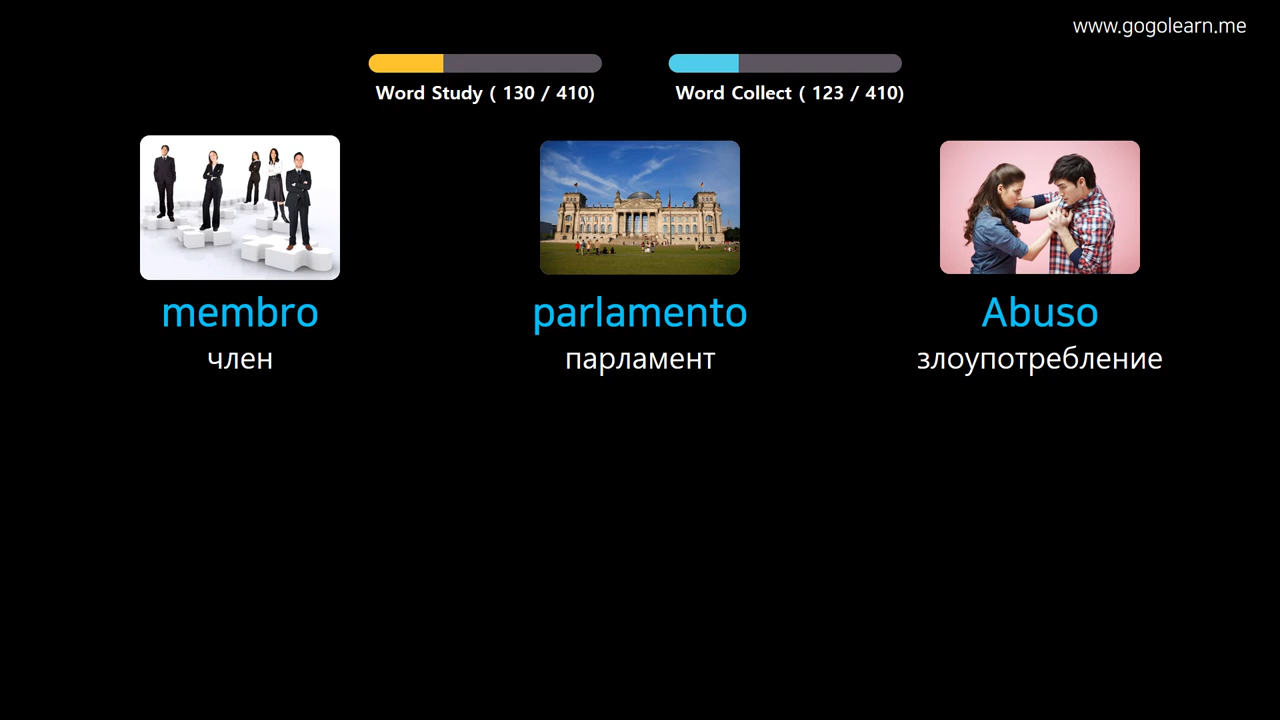 www.gogolearn.me
Word Study ( 130 / 410)
Word Collect ( 123 / 410)
membro
parlamento
Abuso
член
парламент
злоупотребление